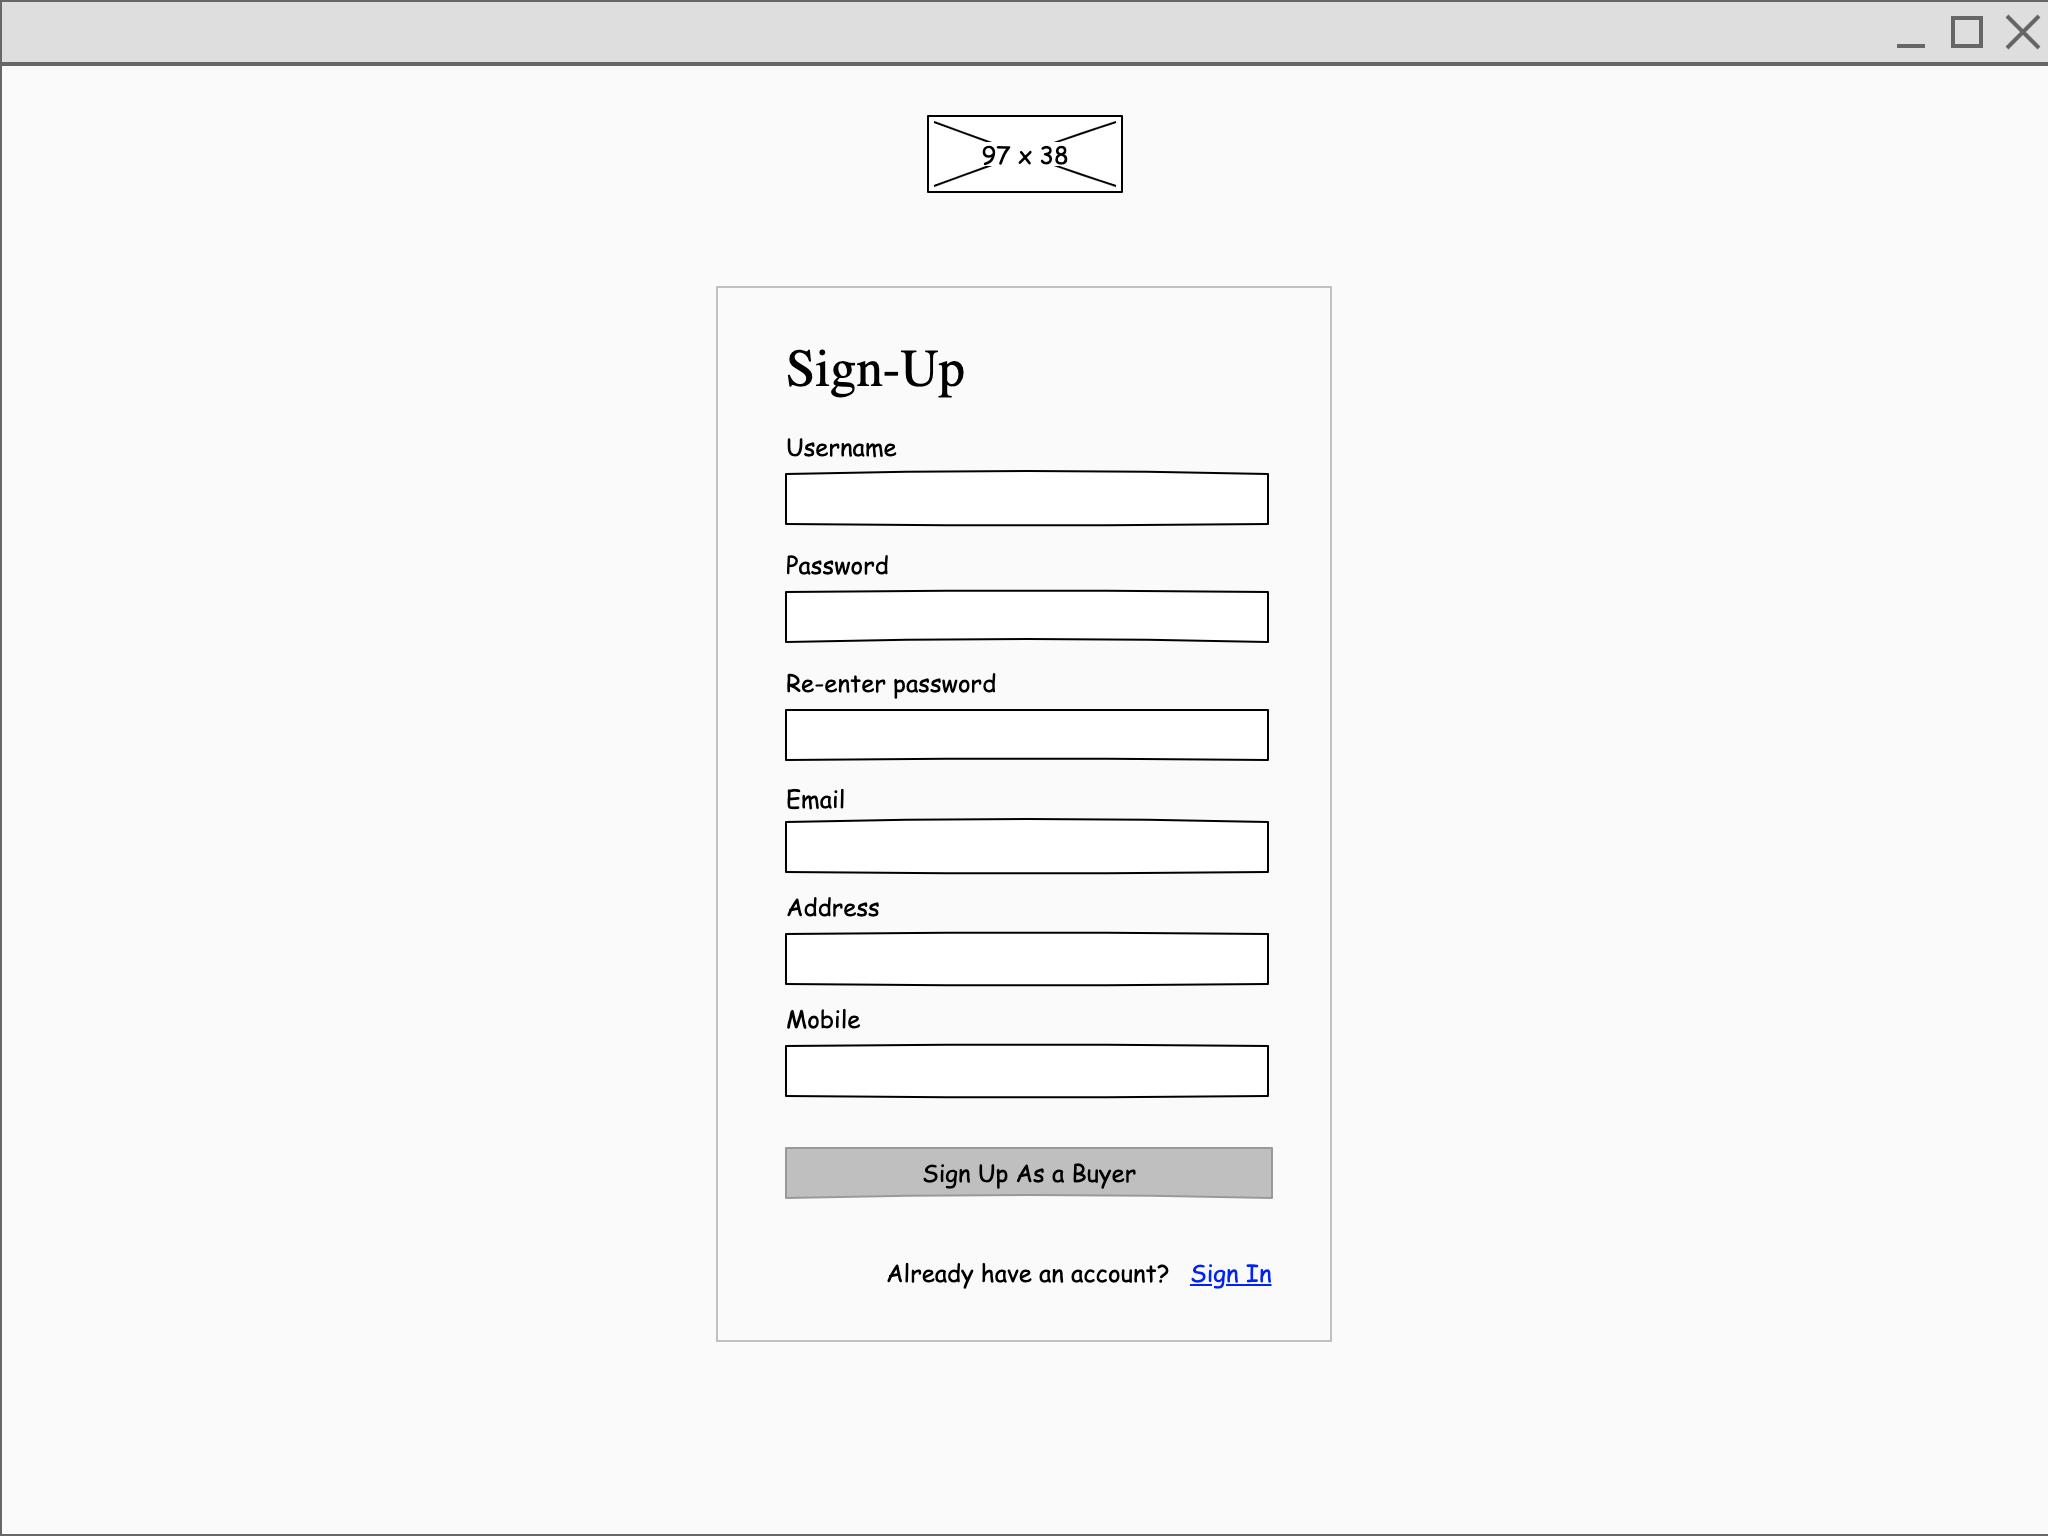 97 x 38
Sign-Up
Username
Password
Re-enter password
Email
Address
Mobile
Sign Up As a Buyer
Already have an account? Sign In